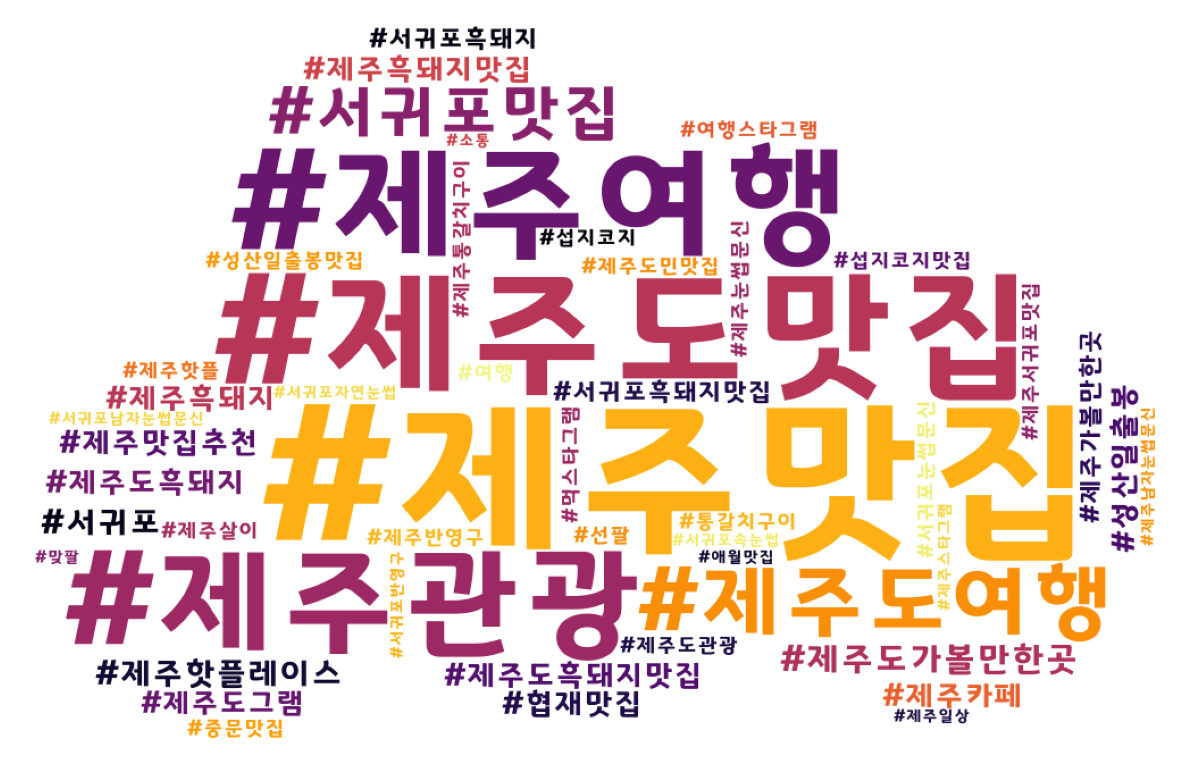 #서귀포흑돼지
#제주흑돼지맛집
#서귀포맛집
#여행스타그램
#소통
#제주여행
#제주통갈치구이
#섭지코지
#제주눈썹문신
#성산일출봉맛집
#제주도민맛집
#섭지코지맛집
#제주도맛집
#제주서귀포맛집
#제주가볼만한곳
#제주핫플
#여행
#제주흑돼지
#서귀포자연눈썹
#서귀포흑돼지맛집
#성산일출봉
#서귀포남자눈썹문신
#제주맛집추천
#제주맛집
#먹스타그램
#서귀포눈썹문신
#제주남자눈썹문신
#제주도흑돼지
#서귀포
#제주살이
#제주반영구
#선팔
#통갈치구이
#서귀포속눈썹
#제주스타그램
#맞팔
#애월맛집
#제주관광
#서귀포반영구
#제주도여행
#제주도관광
#제주도가볼만한곳
#제주핫플레이스
#제주도흑돼지맛집
#제주도그램
#협재맛집
#제주카페
#제주일상
#중문맛집